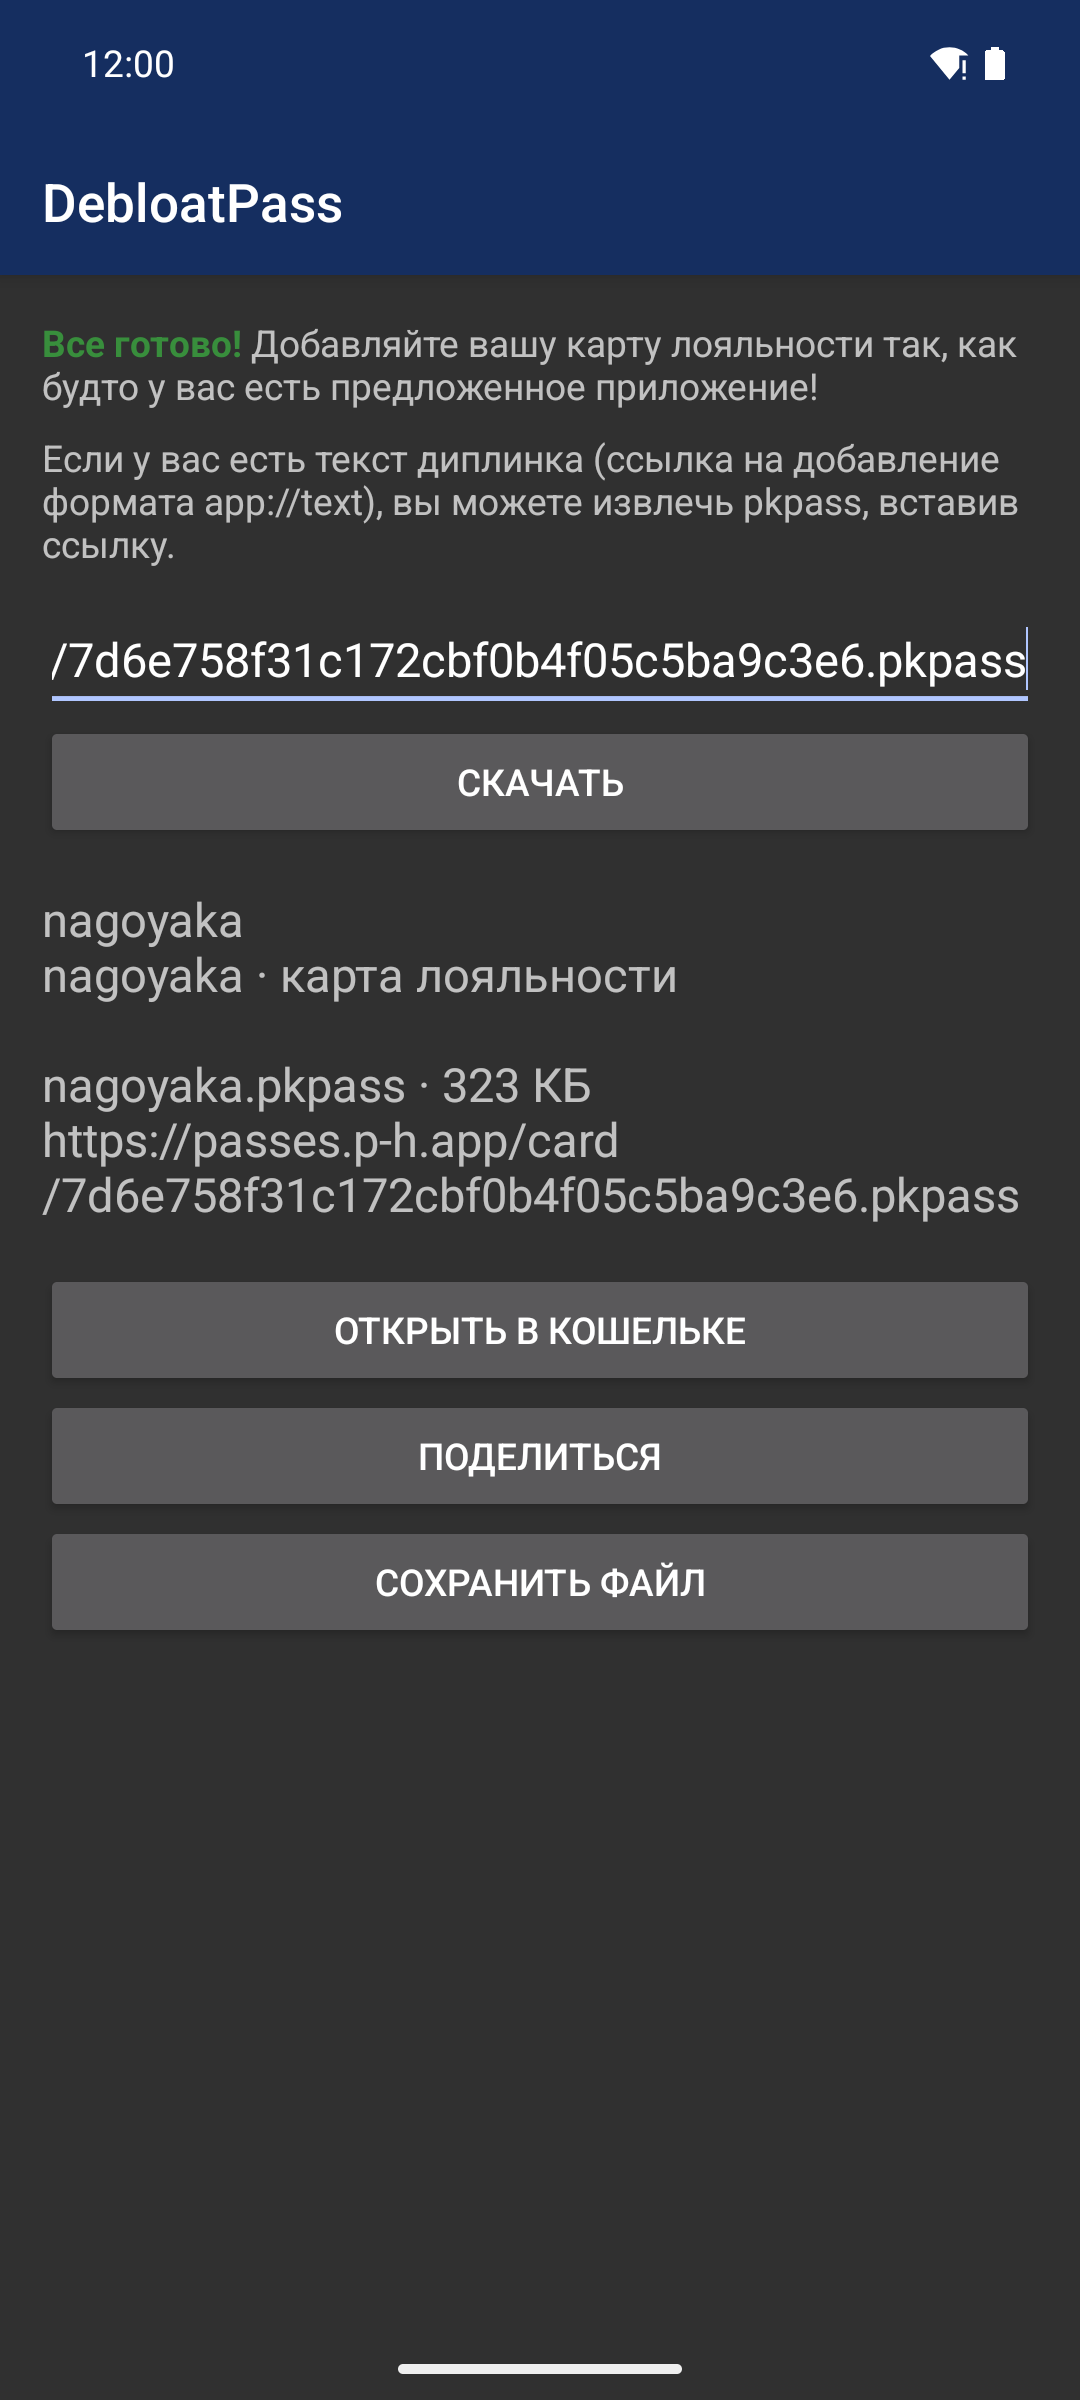 12:00
DebloatPass
Все готово! Добавляйте вашу карту лояльности так, как
будто у вас есть предложенное приложение!
Если у вас есть текст диплинка (ссылка на добавление
формата app://text), вы можете извлечь pkpass, вставив
ссылку.
/7d6e758f31c172cbf0b4f05c5ba9c3e6.pkpass
СКАЧАТЬ
nagoyaka
nagoyaka · карта лояльности
nagoyaka.pkpass · 323 КБ
https://passes.p-h.app/card
/7d6e758f31c172cbf0b4f05c5ba9c3e6.pkpass
ОТКРЫТЬ В КОШЕЛЬКЕ
ПОДЕЛИТЬСЯ
СОХРАНИТЬ ФАЙЛ